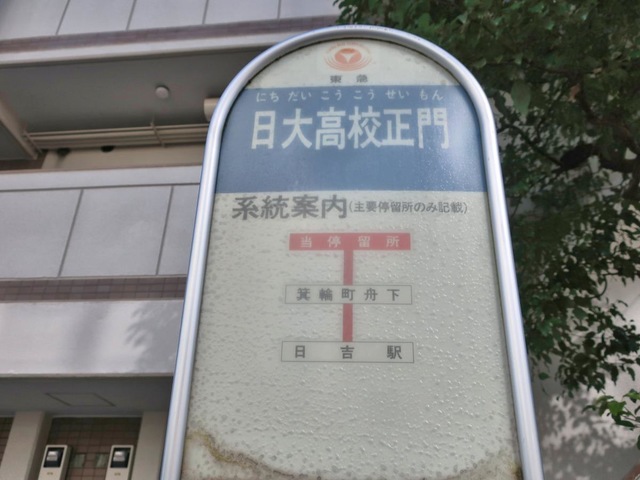 東急
にちだいこうこうせいもん
日大高校正門
系統案内(主要停留所のみ記載)
当停留所
箕輪町舟下
日吉駅